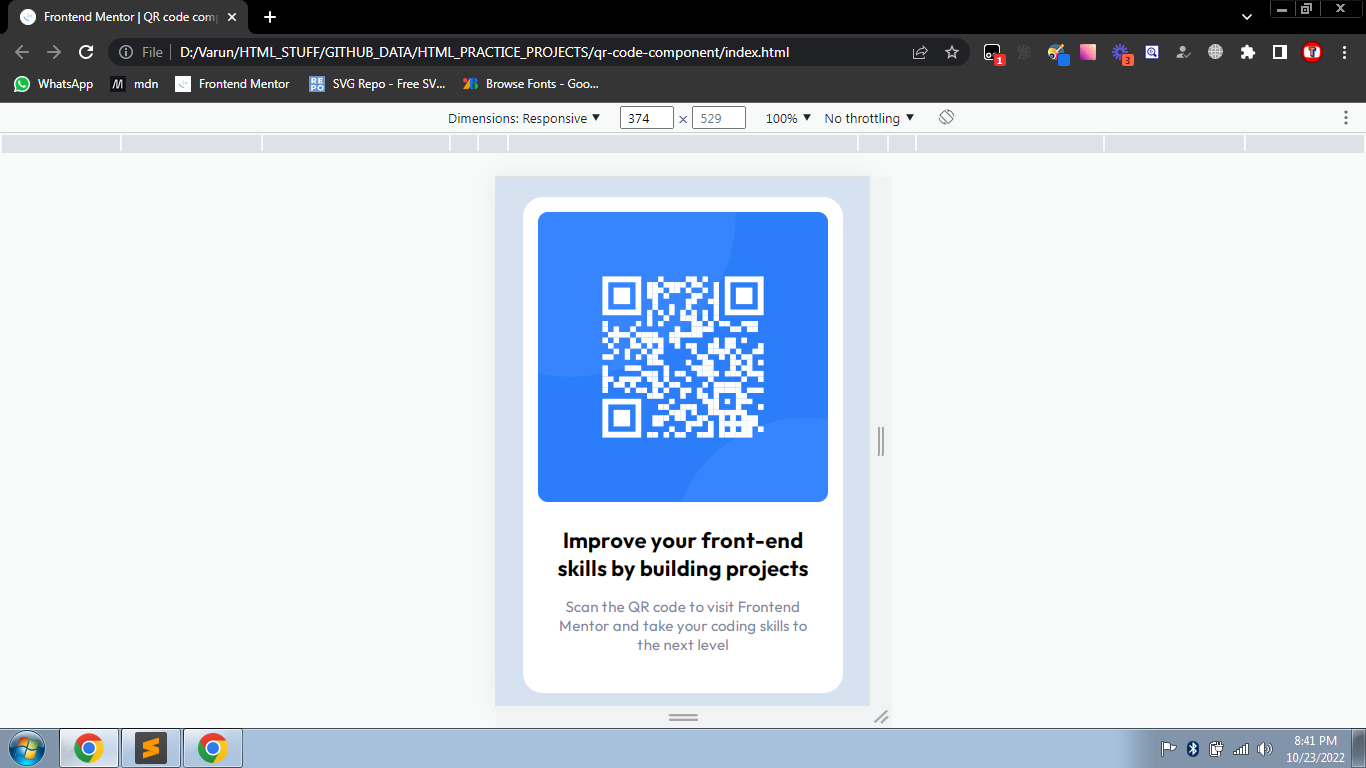 Frontend Mentor | QR code comp
File D:/Varun/HTML_STUFF/GITHUB_DATA/HTML_PRACTICE_PROJECTS/qr-code-component/index.html
1
3
WhatsApp
M mdn
Frontend Mentor
REPO SVG Repo - Free SV...
Browse Fonts - Goo...
Dimensions: Responsive ▼ 374 × 529 100% ▼ No throttling ▼
Improve your front-end
skills by building projects
Scan the QR code to visit Frontend
Mentor and take your coding skills to
the next level
8:41 PM
10/23/2022